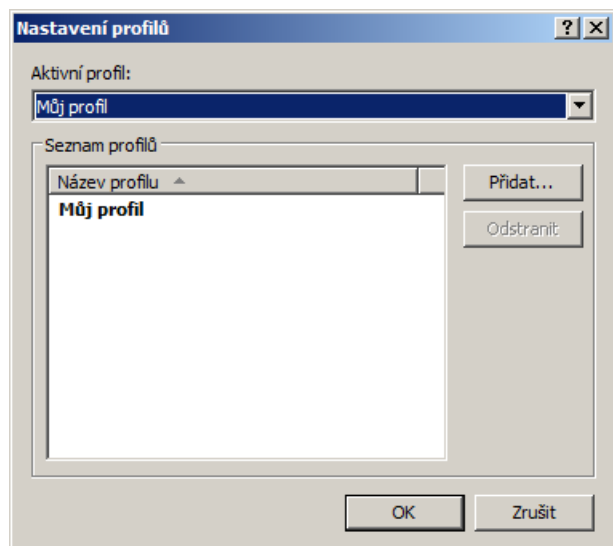 Nastavení profilů
Aktivní profil:
Můj profil
Seznam profilů
Název profilu
Přidat...
Můj profil
Odstranit
OK
Zrušit